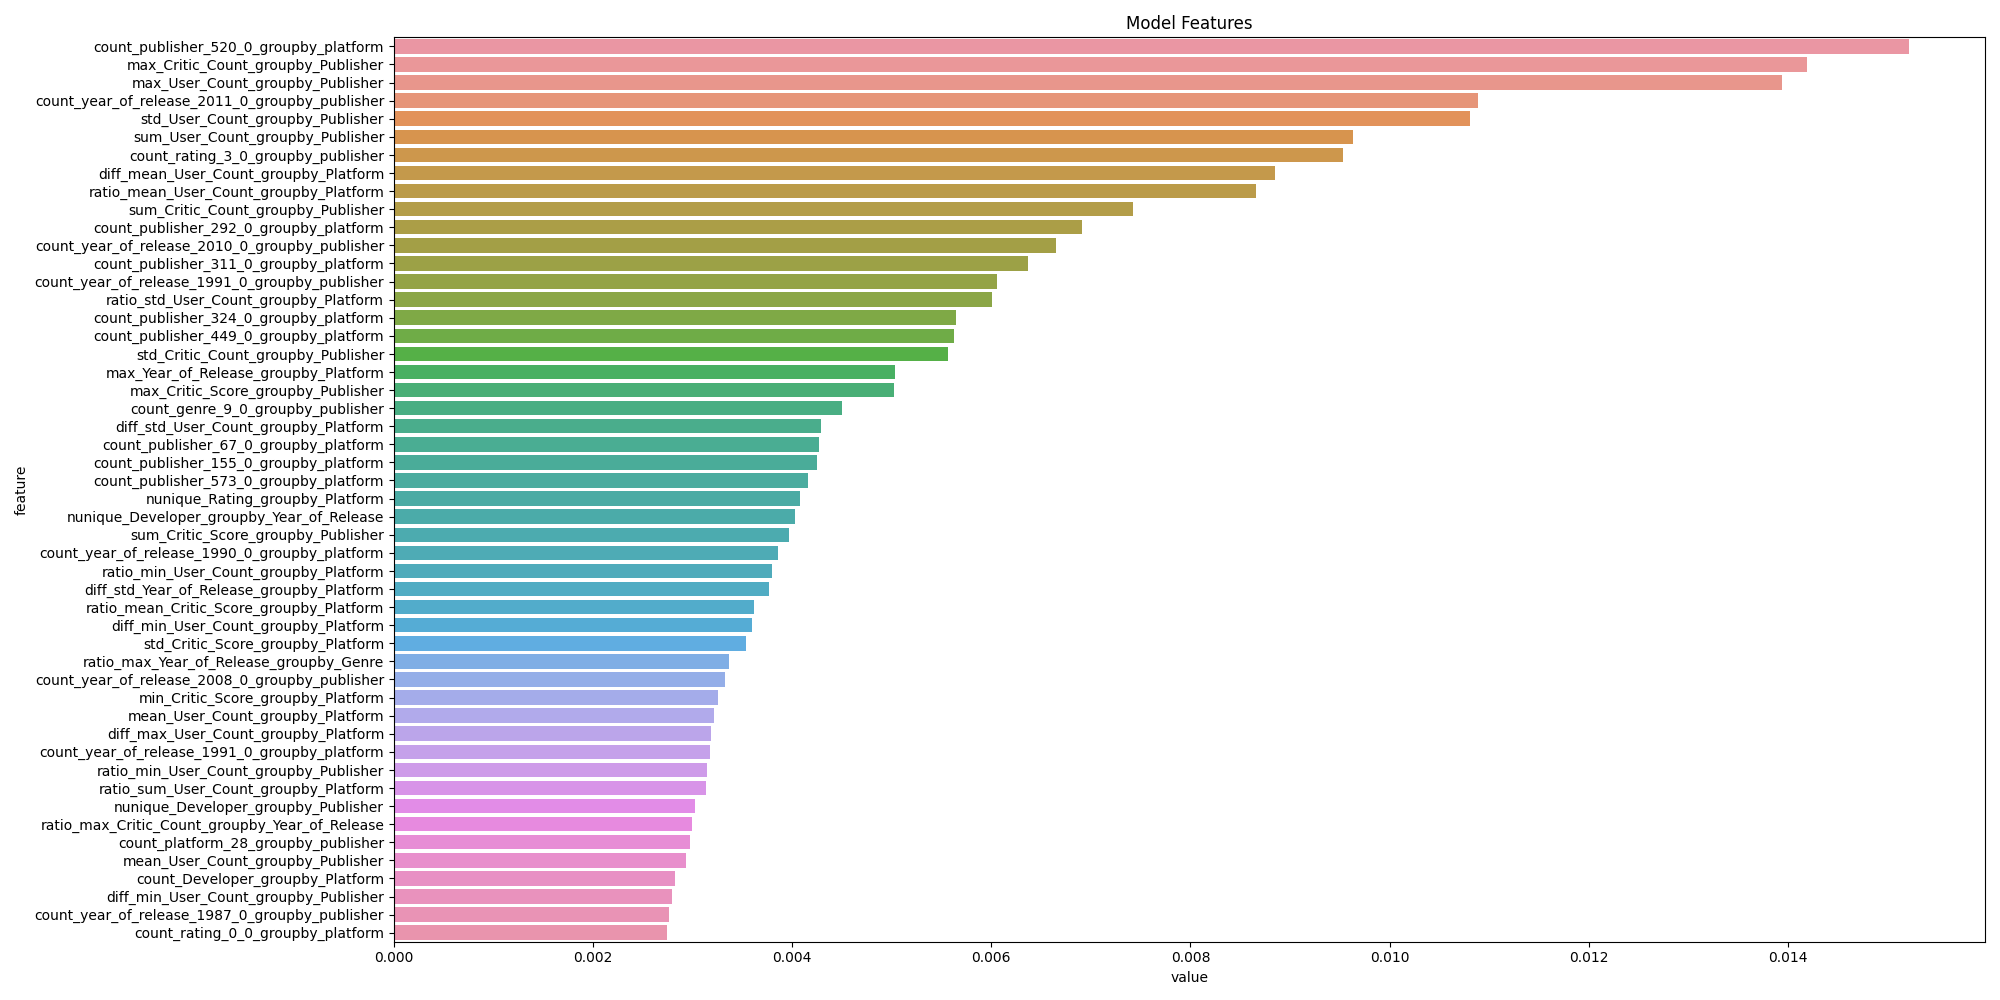 Model Features
count_publisher_520_0_groupby_platform
max_Critic_Count_groupby_Publisher
max_User_Count_groupby_Publisher
count_year_of_release_2011_0_groupby_publisher
std_User_Count_groupby_Publisher
sum_User_Count_groupby_Publisher
count_rating_3_0_groupby_publisher
diff_mean_User_Count_groupby_Platform
ratio_mean_User_Count_groupby_Platform
sum_Critic_Count_groupby_Publisher
count_publisher_292_0_groupby_platform
count_year_of_release_2010_0_groupby_publisher
count_publisher_311_0_groupby_platform
count_year_of_release_1991_0_groupby_publisher
ratio_std_User_Count_groupby_Platform
count_publisher_324_0_groupby_platform
count_publisher_449_0_groupby_platform
std_Critic_Count_groupby_Publisher
max_Year_of_Release_groupby_Platform
max_Critic_Score_groupby_Publisher
count_genre_9_0_groupby_publisher
diff_std_User_Count_groupby_Platform
count_publisher_67_0_groupby_platform
count_publisher_155_0_groupby_platform
count_publisher_573_0_groupby_platform
nunique_Rating_groupby_Platform
nunique_Developer_groupby_Year_of_Release
sum_Critic_Score_groupby_Publisher
count_year_of_release_1990_0_groupby_platform
ratio_min_User_Count_groupby_Platform
diff_std_Year_of_Release_groupby_Platform
ratio_mean_Critic_Score_groupby_Platform
diff_min_User_Count_groupby_Platform
std_Critic_Score_groupby_Platform
ratio_max_Year_of_Release_groupby_Genre
count_year_of_release_2008_0_groupby_publisher
min_Critic_Score_groupby_Platform
mean_User_Count_groupby_Platform
diff_max_User_Count_groupby_Platform
count_year_of_release_1991_0_groupby_platform
ratio_min_User_Count_groupby_Publisher
ratio_sum_User_Count_groupby_Platform
nunique_Developer_groupby_Publisher
ratio_max_Critic_Count_groupby_Year_of_Release
count_platform_28_groupby_publisher
mean_User_Count_groupby_Publisher
count_Developer_groupby_Platform
diff_min_User_Count_groupby_Publisher
count_year_of_release_1987_0_groupby_publisher
count_rating_0_0_groupby_platform
feature
0.000 0.002 0.004 0.006 0.008 0.010 0.012 0.014
value